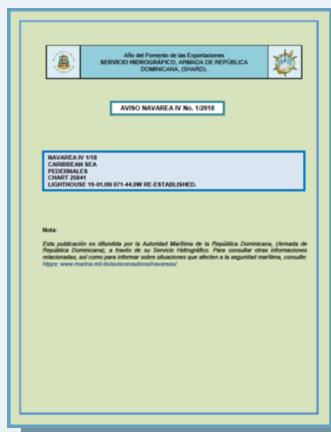 Año del Fomento de las Exportaciones
SERVICIO HIDROGRÁFICO, ARMADA DE REPÚBLICA
DOMINICANA, (SHARD).
AVISO NAVAREA IV No. 1/2018
NAVAREA IV 1/18
CARIBBEAN SEA
PEDERNALES
CHART 25841
LIGHTHOUSE 19-01.0N 071-44.0W RE-ESTABLISHED.
Nota:
Esta publicación es difundida por la Autoridad Marítima de la República Dominicana, (Armada de
República Dominicana), a través de su Servicio Hidrográfico. Para consultar otras informaciones
relacionadas, así como para informar sobre situaciones que afecten a la seguridad marítima, consulte:
https: www.marina.mil.do/avisosnauticos/navareas/